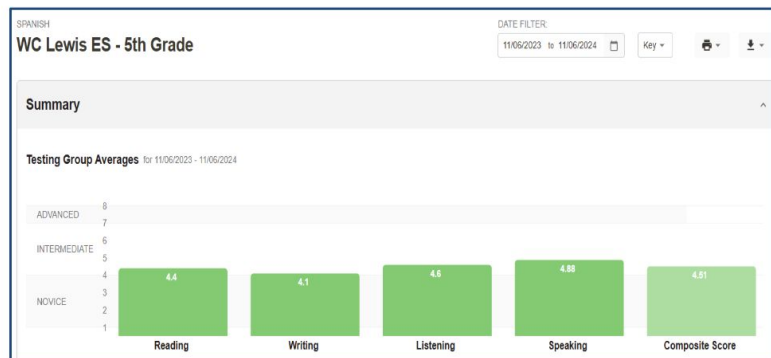 SPANISH
WC Lewis ES - 5th Grade
DATE FILTER:
11/06/2023 to 11/06/2024
Key
Summary
Testing Group Averages for 11/06/2023 - 11/06/2024
ADVANCED
INTERMEDIATE
NOVICE
8
7
6
5
4
3
2
1
4.4
4.1
4.6
4.88
4.51
Reading
Writing
Listening
Speaking
Composite Score